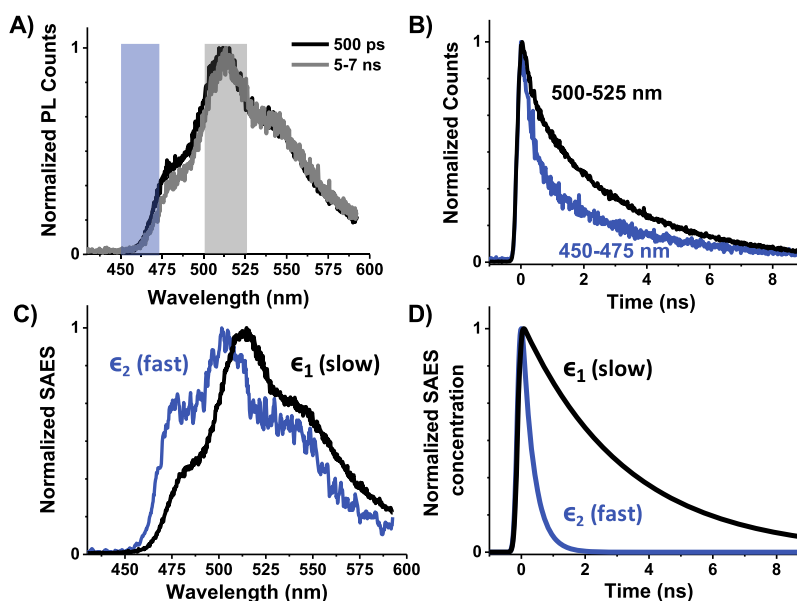 A)
Normalized PL Counts
1
0
500 ps
5-7 ns
450 475 500 525 550 575 600
Wavelength (nm)
B)
Normalized Counts
1
0
500-525 nm
450-475 nm
0 2 4 6 8
Time (ns)
C)
Normalized SAES
1
0
ϵ2 (fast)
ϵ1 (slow)
450 475 500 525 550 575 600
Wavelength (nm)
D)
Normalized SAES
concentration
1
0
ϵ1 (slow)
ϵ2 (fast)
0 2 4 6 8
Time (ns)